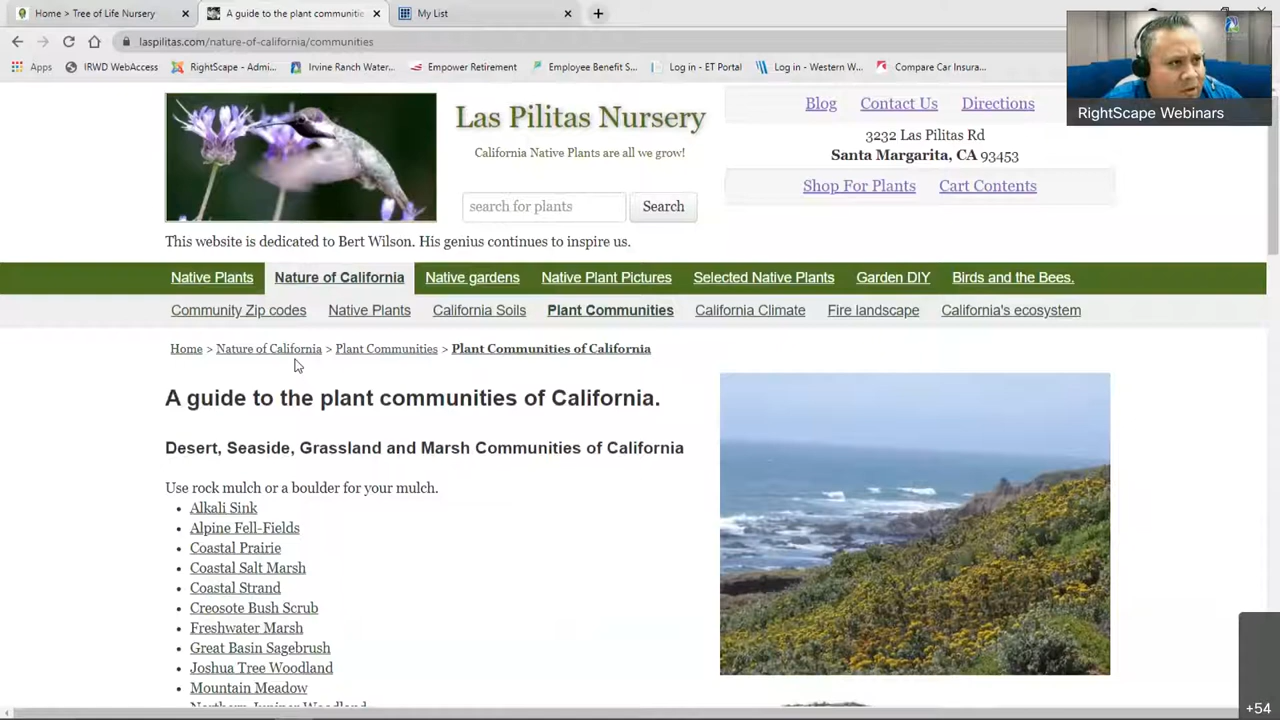 Home > Tree of Life Nursery
A guide to the plant communitie
My List
laspilitas.com/nature-of-california/communities
Apps
IRWD WebAccess
RightScape - Admi...
Irvine Ranch Water...
Empower Retirement
Employee Benefit S...
Log in - ET Portal
Log in - Western W...
Compare Car Insura...
RightScape Webinars
Las Pilitas Nursery
California Native Plants are all we grow!
search for plants
Search
Blog Contact Us Directions
3232 Las Pilitas Rd
Santa Margarita, CA 93453
Shop For Plants Cart Contents
This website is dedicated to Bert Wilson. His genius continues to inspire us.
Native Plants Nature of California Native gardens Native Plant Pictures Selected Native Plants Garden DIY Birds and the Bees.
Community Zip codes Native Plants California Soils Plant Communities California Climate Fire landscape California's ecosystem
Home > Nature of California > Plant Communities > Plant Communities of California
A guide to the plant communities of California.
Desert, Seaside, Grassland and Marsh Communities of California
Use rock mulch or a boulder for your mulch.
• Alkali Sink
• Alpine Fell-Fields
• Coastal Prairie
• Coastal Salt Marsh
• Coastal Strand
• Creosote Bush Scrub
• Freshwater Marsh
• Great Basin Sagebrush
• Joshua Tree Woodland
• Mountain Meadow
Northern Juniper Woodland
+54